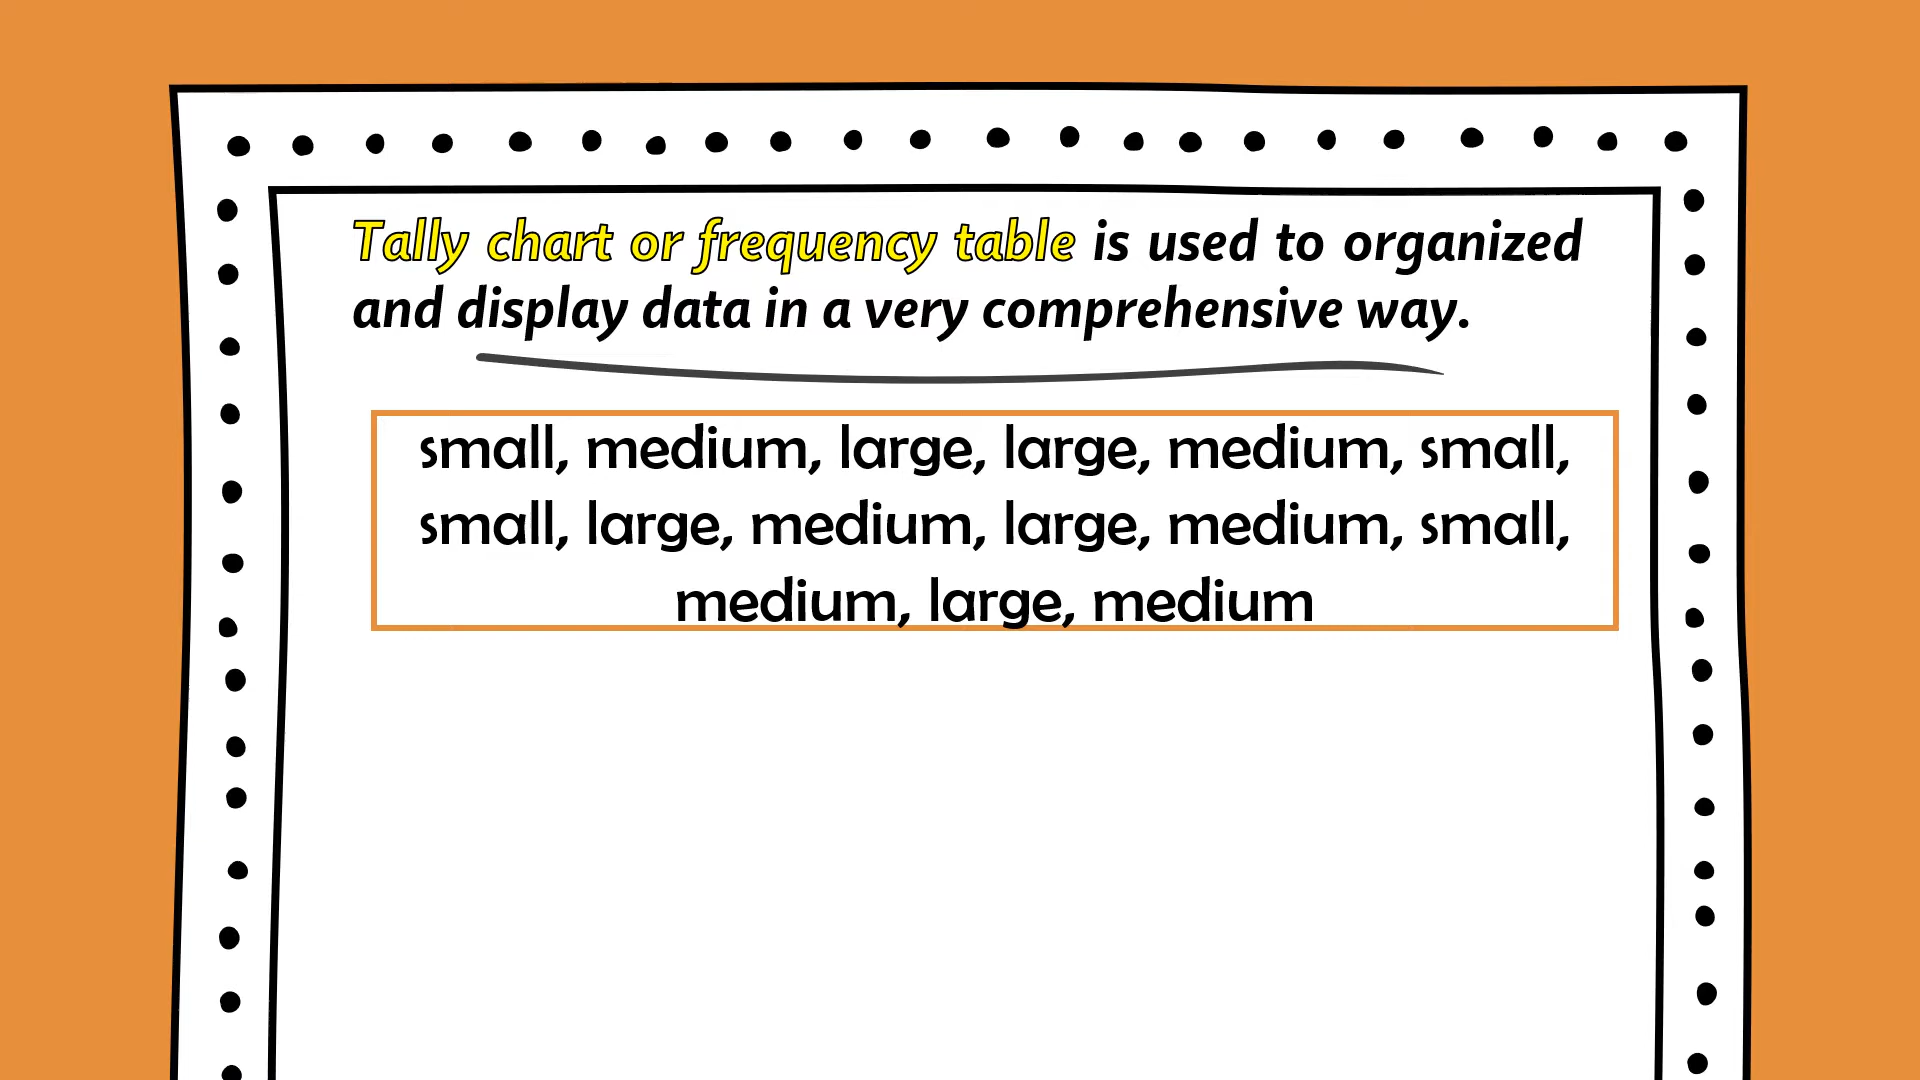 Tally chart or frequency table is used to organized
and display data in a very comprehensive way.
small, medium, large, large, medium, small,
small, large, medium, large, medium, small,
medium, large, medium